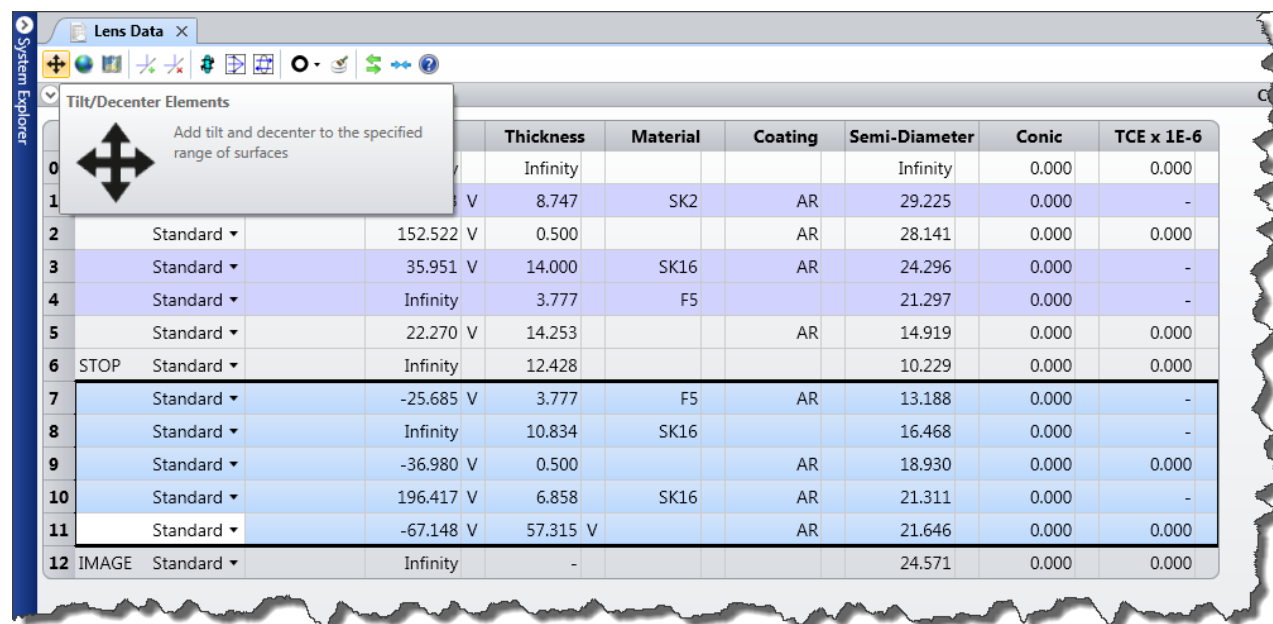 Lens Data ×
System Explorer
Tilt/Decenter Elements
Add tilt and decenter to the specified
range of surfaces
Thickness Material Coating Semi-Diameter Conic TCE x 1E-6
0 Infinity Infinity 0.000 0.000
1 V 8.747 SK2 AR 29.225 0.000 -
2 Standard 152.522 V 0.500 AR 28.141 0.000 0.000
3 Standard 35.951 V 14.000 SK16 AR 24.296 0.000 -
4 Standard Infinity 3.777 F5 21.297 0.000 -
5 Standard 22.270 V 14.253 AR 14.919 0.000 0.000
6 STOP Standard Infinity 12.428 10.229 0.000 0.000
7 Standard -25.685 V 3.777 F5 AR 13.188 0.000 -
8 Standard Infinity 10.834 SK16 16.468 0.000 -
9 Standard -36.980 V 0.500 AR 18.930 0.000 0.000
10 Standard 196.417 V 6.858 SK16 AR 21.311 0.000 -
11 Standard -67.148 V 57.315 V AR 21.646 0.000 0.000
12 IMAGE Standard Infinity - 24.571 0.000 0.000